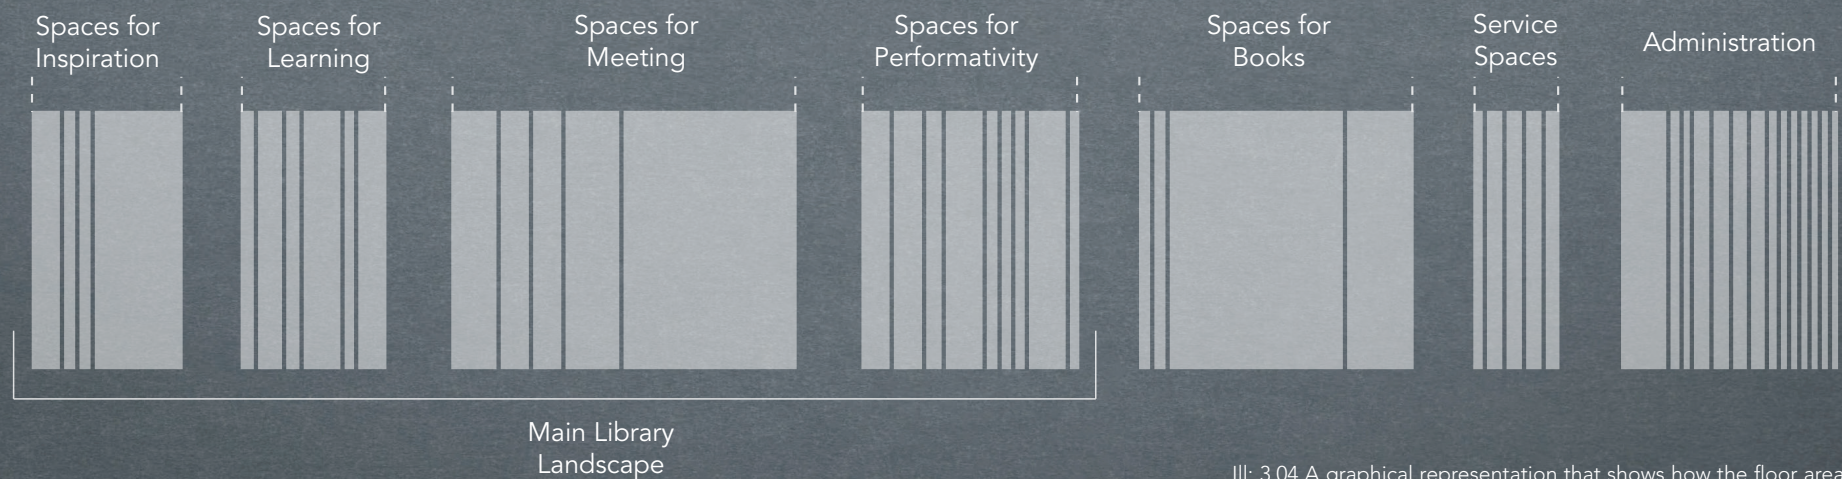 Spaces for
Inspiration
Spaces for
Learning
Spaces for
Meeting
Spaces for
Performativity
Spaces for
Books
Service
Spaces
Administration
Main Library
Landscape
Ill: 3.04 A graphical representation that shows how the floor area